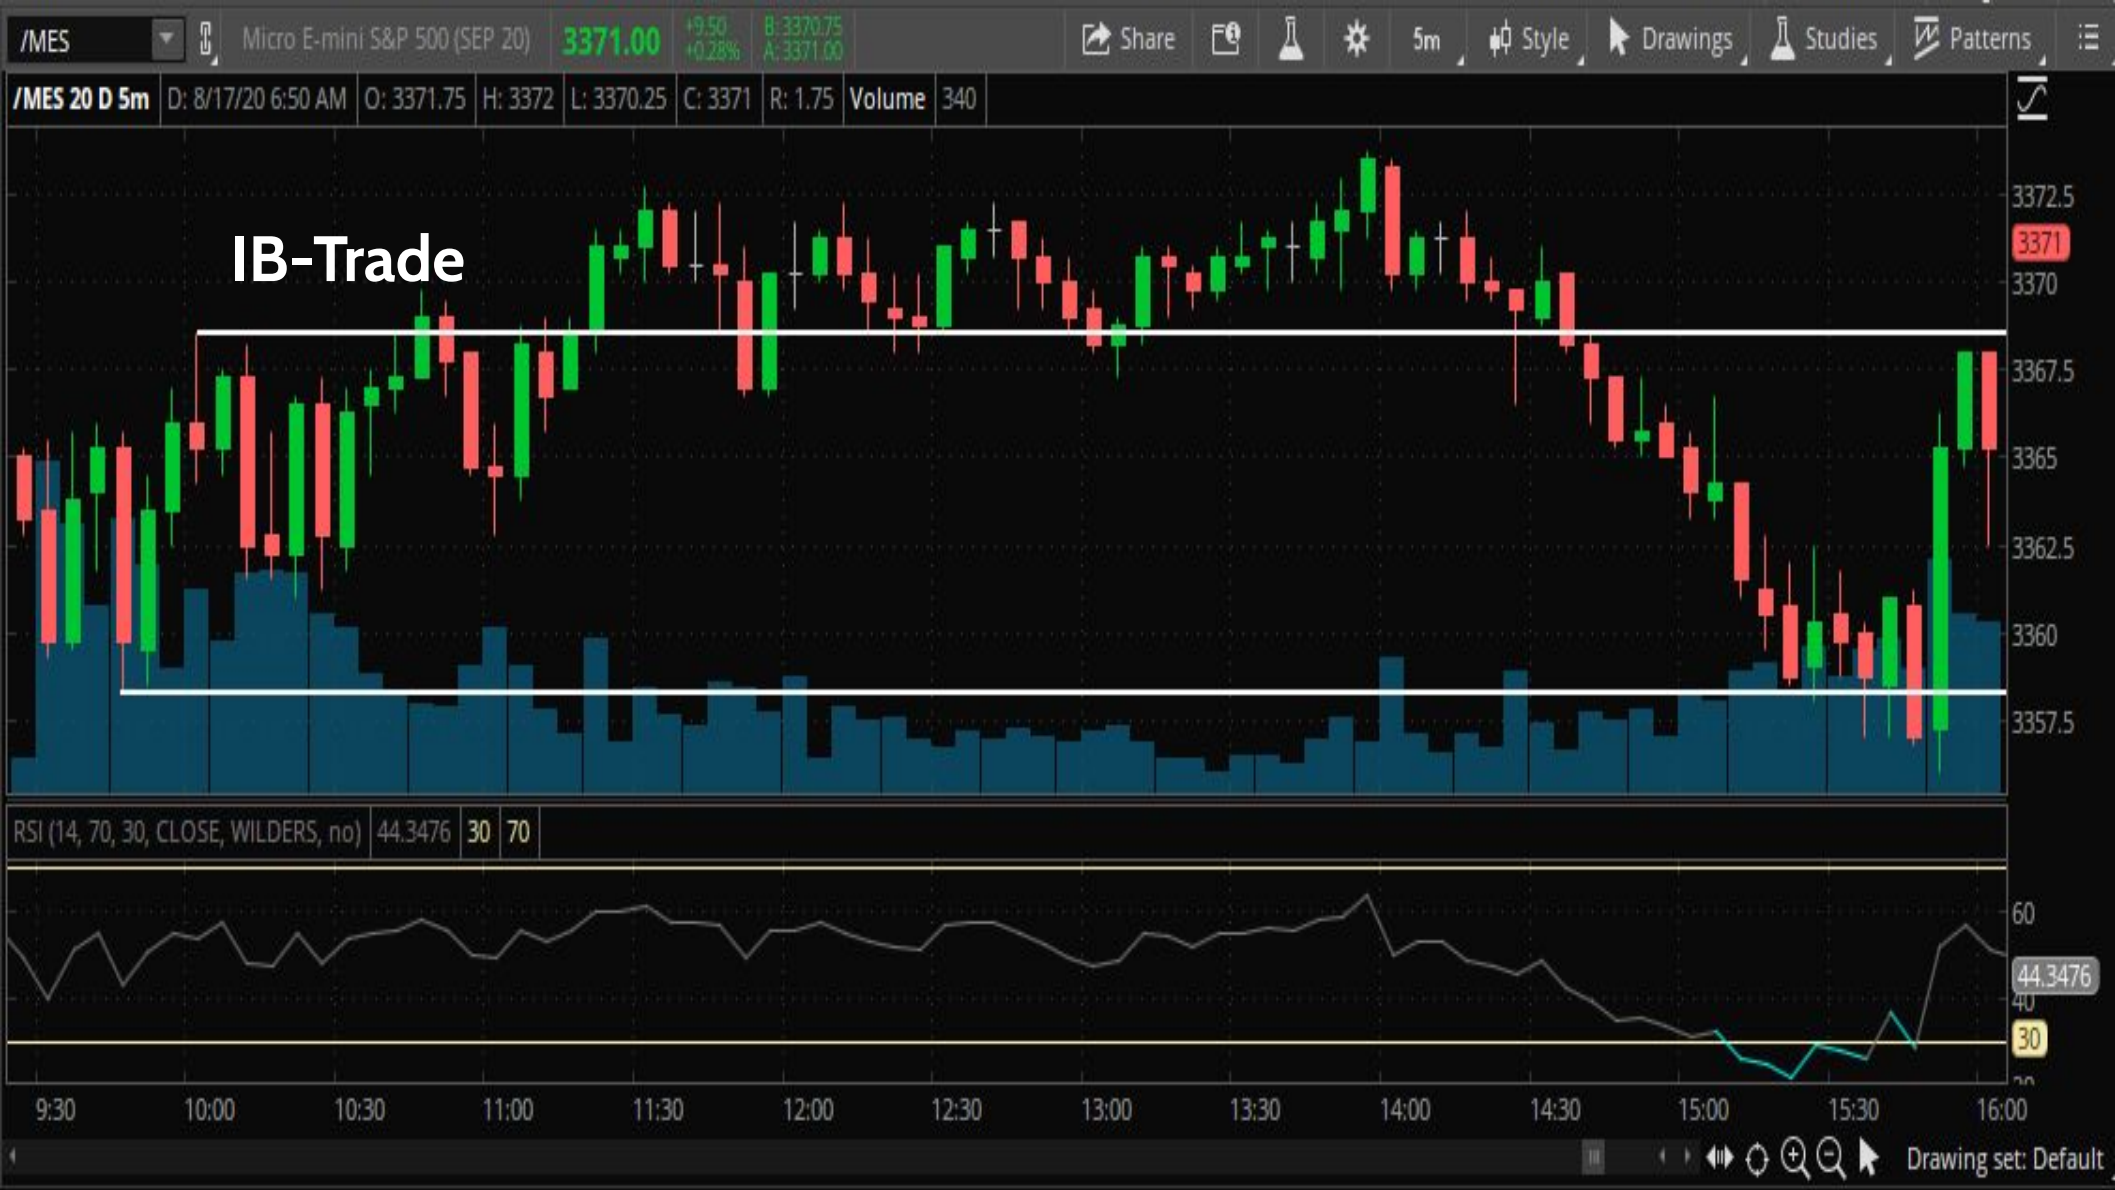 /MES Micro E-mini S&P 500 (SEP 20) 3371.00 +9.50 +0.28% B: 3370.75 A: 3371.00 Share 5m Style Drawings Studies Patterns
/MES 20 D 5m D: 8/17/20 6:50 AM O: 3371.75 H: 3372 L: 3370.25 C: 3371 R: 1.75 Volume 340
IB-Trade
3372.5
3371
3370
3367.5
3365
3362.5
3360
3357.5
RSI (14, 70, 30, CLOSE, WILDERS, no) 44.3476 30 70
60
44.3476
40
30
9:30 10:00 10:30 11:00 11:30 12:00 12:30 13:00 13:30 14:00 14:30 15:00 15:30 16:00
Drawing set: Default